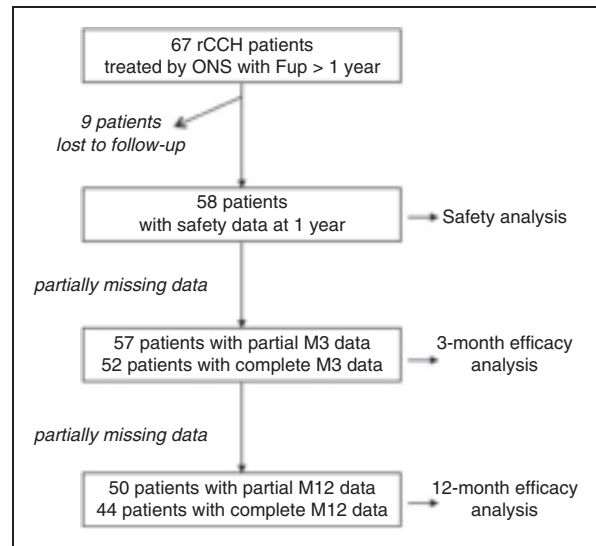 67 rCCH patients
treated by ONS with Fup > 1 year
9 patients
lost to follow-up
58 patients
with safety data at 1 year
Safety analysis
partially missing data
57 patients with partial M3 data
52 patients with complete M3 data
3-month efficacy
analysis
partially missing data
50 patients with partial M12 data
44 patients with complete M12 data
12-month efficacy
analysis